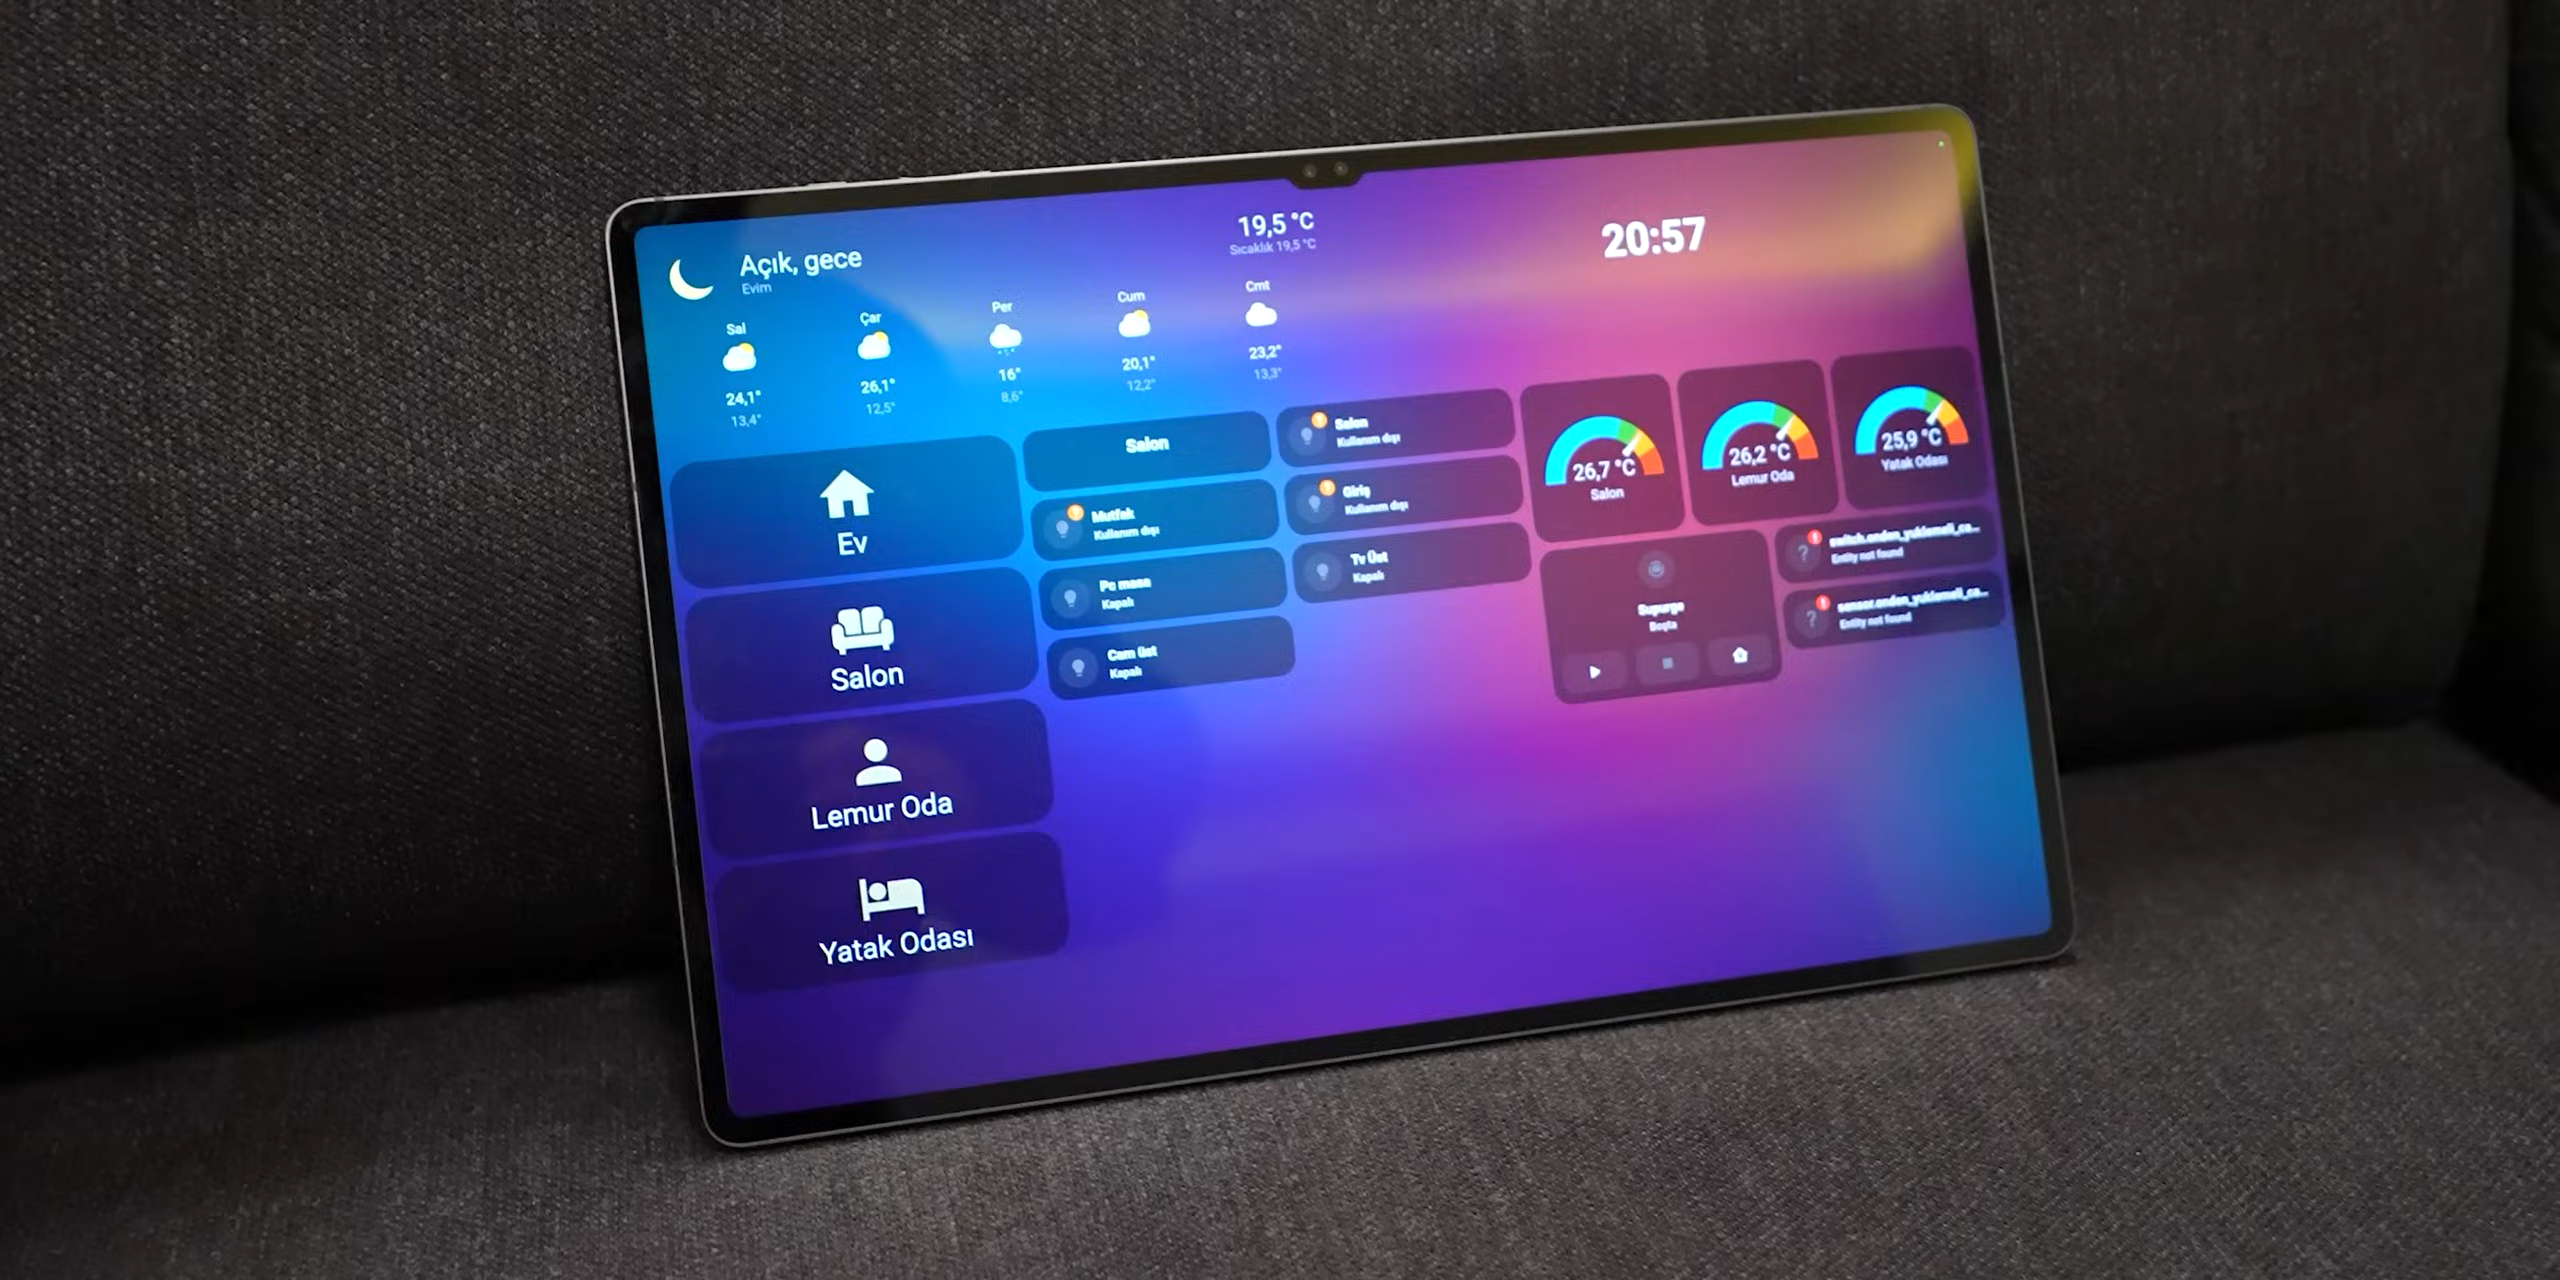 Açık, gece
Evim
19,5 °C
Sıcaklık 19,5 °C
20:57
Sal
Çar
Per
Cum
Cmt
24,1°
26,1°
16°
20,1°
23,2°
13,4°
12,5°
8,6°
12,2°
13,3°
Ev
Salon
Lemur Oda
Yatak Odası
Salon
Mutfak
Kullanım dışı
Pc masa
Kapalı
Cam üst
Kapalı
Salon
Kullanım dışı
Giriş
Kullanım dışı
Tv Üst
Kapalı
26,7 °C
Salon
26,2 °C
Lemur Oda
25,9 °C
Yatak Odası
Supurge
Boşta
switch.onden_yuklemeli_ca...
Entity not found
sensor.onden_yuklemeli_ca...
Entity not found